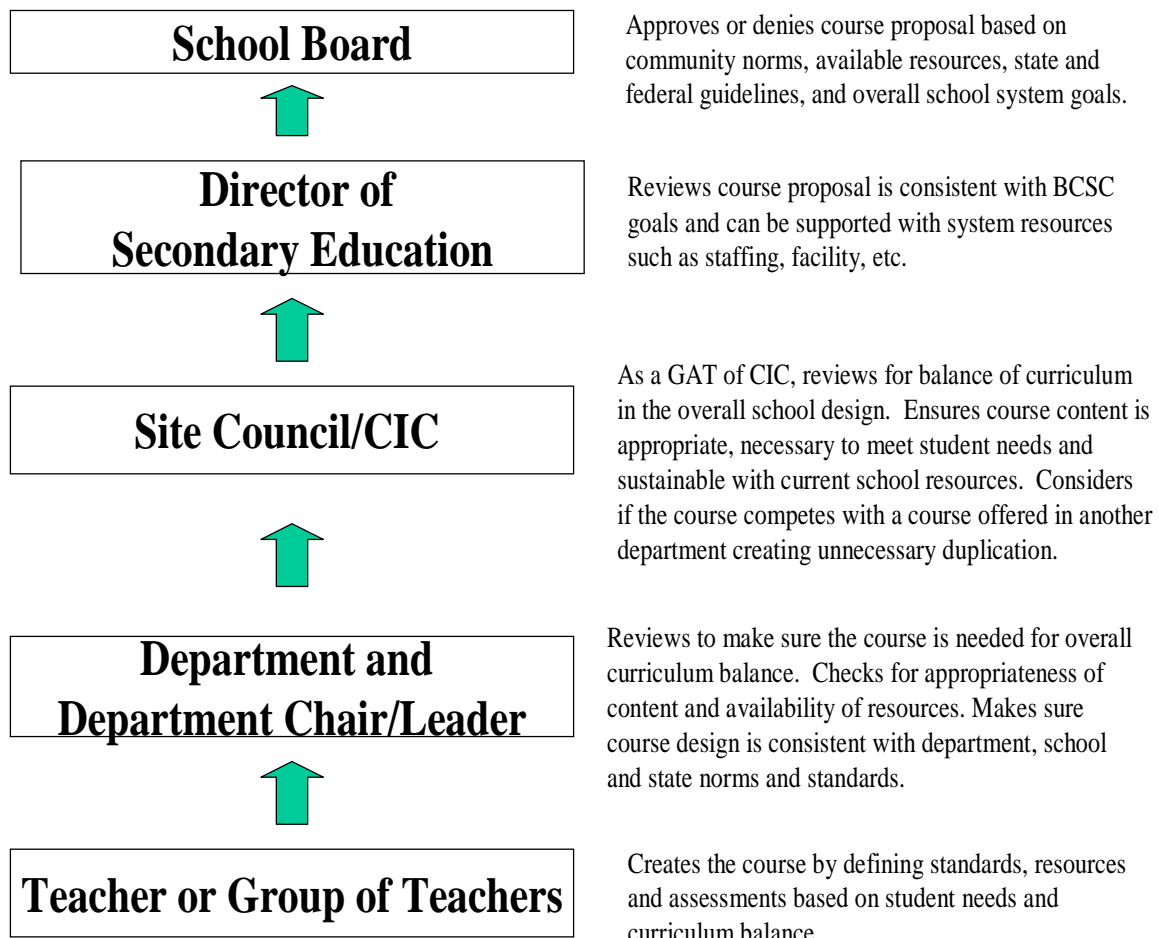 School Board
Approves or denies course proposal based on
community norms, available resources, state and
federal guidelines, and overall school system goals.
Director of
Secondary Education
Reviews course proposal is consistent with BCSC
goals and can be supported with system resources
such as staffing, facility, etc.
Site Council/CIC
As a GAT of CIC, reviews for balance of curriculum
in the overall school design.  Ensures course content is
appropriate, necessary to meet student needs and
sustainable with current school resources.  Considers
if the course competes with a course offered in another
department creating unnecessary duplication.
Department and
Department Chair/Leader
Reviews to make sure the course is needed for overall
curriculum balance.  Checks for appropriateness of
content and availability of resources. Makes sure
course design is consistent with department, school
and state norms and standards.
Teacher or Group of Teachers
Creates the course by defining standards, resources
and assessments based on student needs and
curriculum balance